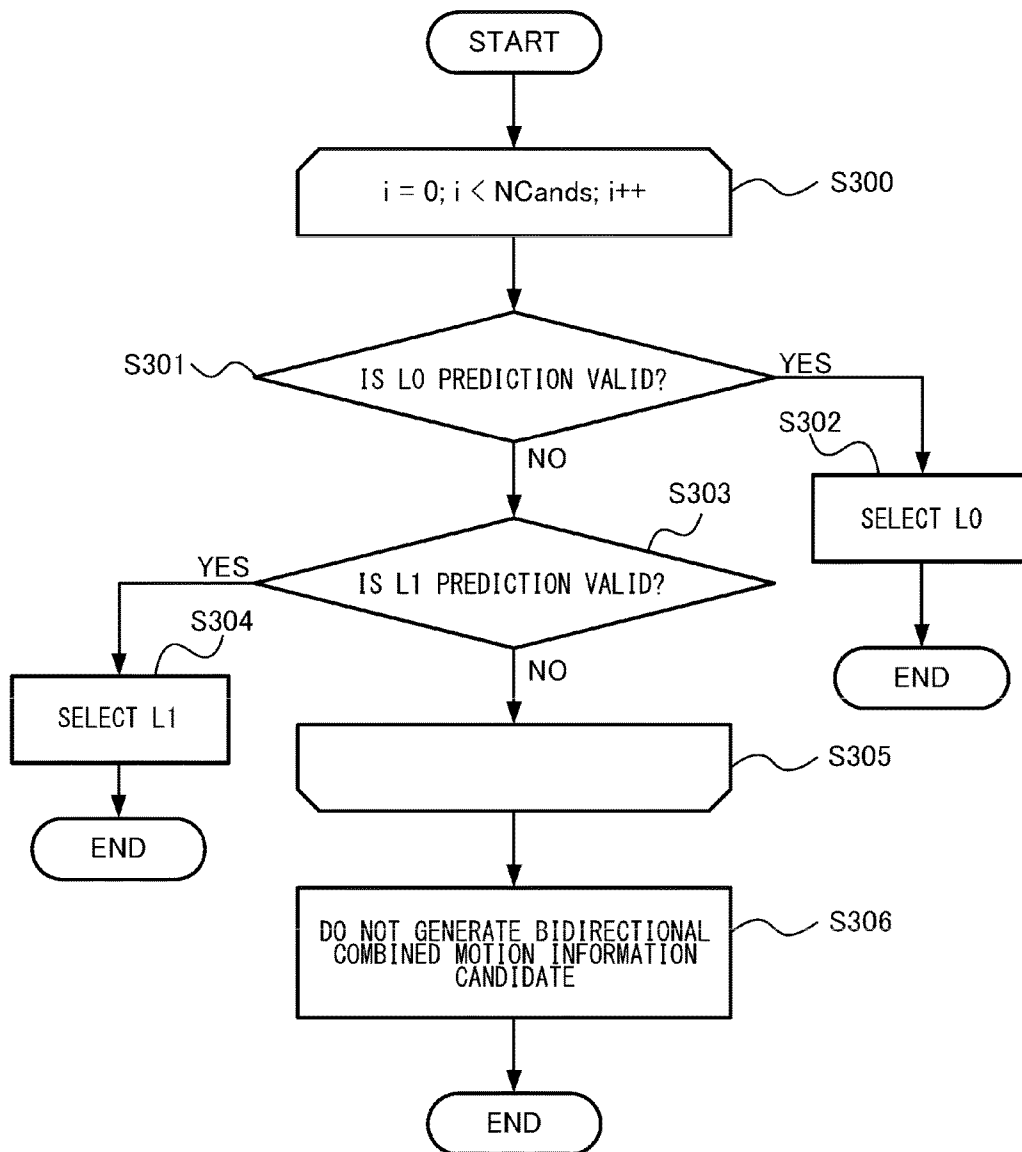 START
i = 0; i < NCands; i++
S300
S301
IS L0 PREDICTION VALID?
YES
S302
SELECT L0
END
NO
S303
IS L1 PREDICTION VALID?
YES
S304
SELECT L1
END
NO
S305
DO NOT GENERATE BIDIRECTIONAL
COMBINED MOTION INFORMATION
CANDIDATE
S306
END